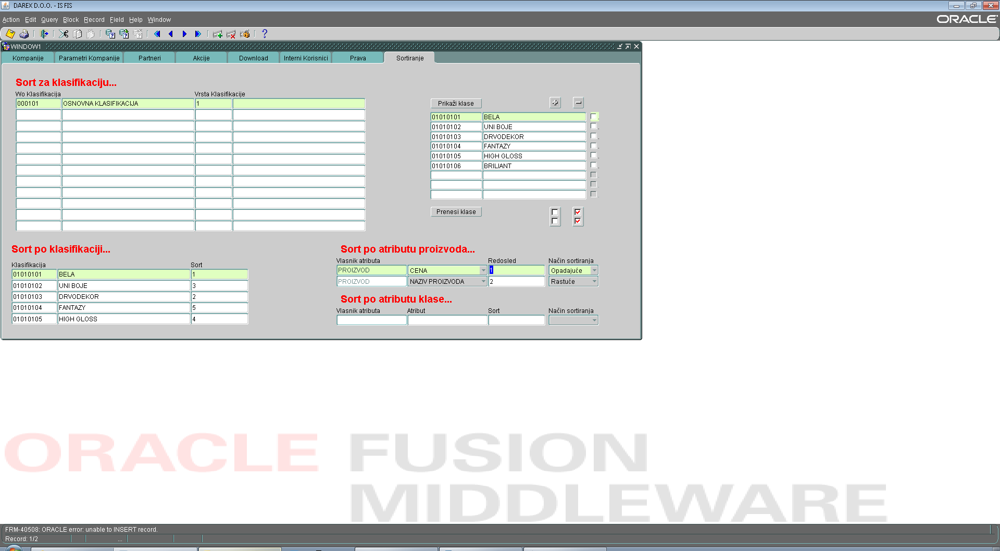 DAREX D.O.O. - IS FIS
Action Edit Query Block Record Field Help Window
ORACLE
WINDOW1
Kompanije Parametri Kompanije Partneri Akcije Download Interni Korisnici Prava Sortiranje
Sort za klasifikaciju...
Wo Klasifikacija Vrsta Klasifikacije
000101 OSNOVNA KLASIFIKACIJA 1
Prikaži klase
01010101 BELA
01010102 UNI BOJE
01010103 DRVODEKOR
01010104 FANTAZY
01010105 HIGH GLOSS
01010106 BRILIANT
Prenesi klase
Sort po klasifikaciji...
Klasifikacija Sort
01010101 BELA 1
01010102 UNI BOJE 3
01010103 DRVODEKOR 2
01010104 FANTAZY 5
01010105 HIGH GLOSS 4
Sort po atributu proizvoda...
Vlasnik atributa Redosled Način sortiranja
PROIZVOD CENA 1 Opadajuće
PROIZVOD NAZIV PROIZVODA 2 Rastuće
Sort po atributu klase...
Vlasnik atributa Atribut Sort Način sortiranja
ORACLE FUSION
MIDDLEWARE
FRM-40508: ORACLE error: unable to INSERT record.
Record: 1/2 ...